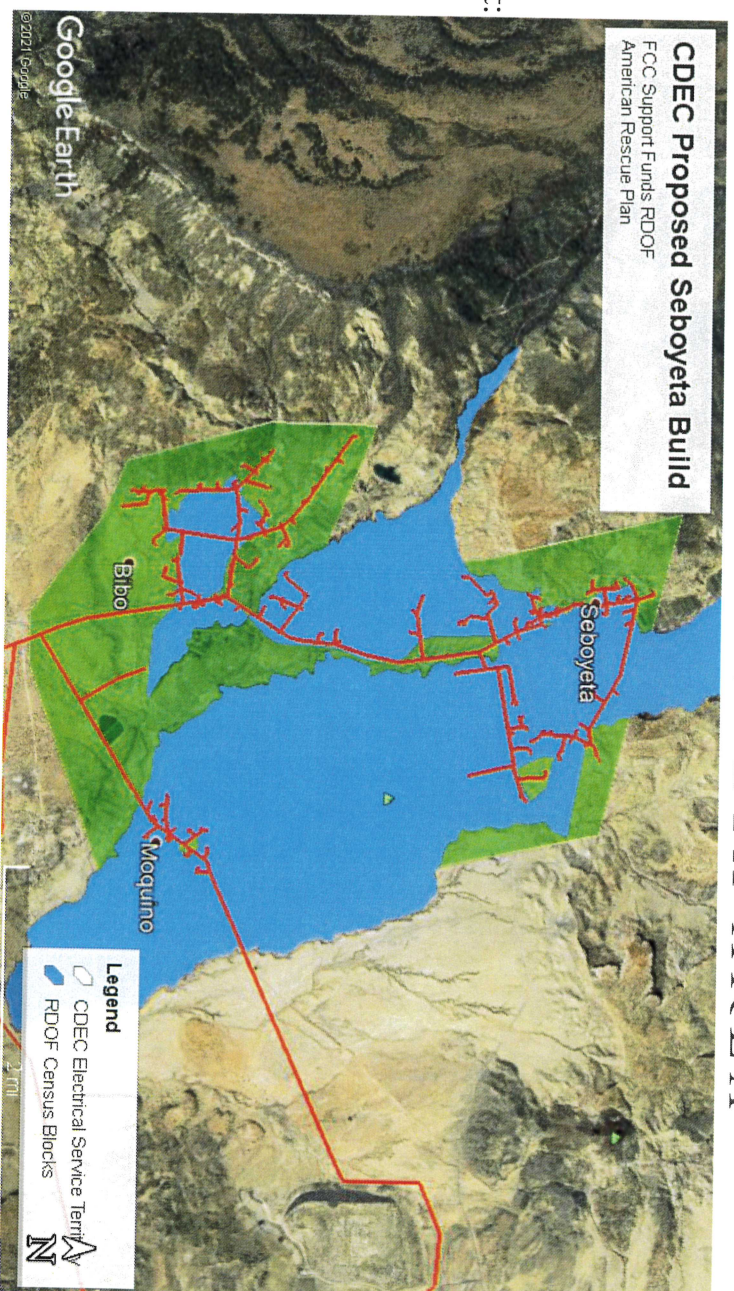 CDEC Proposed Seboyeta Build
FCC Support Funds RDOF
American Rescue Plan
Seboyeta
Bibo
Moquino
Legend
CDEC Electrical Service Territ
RDOF Census Blocks
N
2 mi
Google Earth
©2021 Google